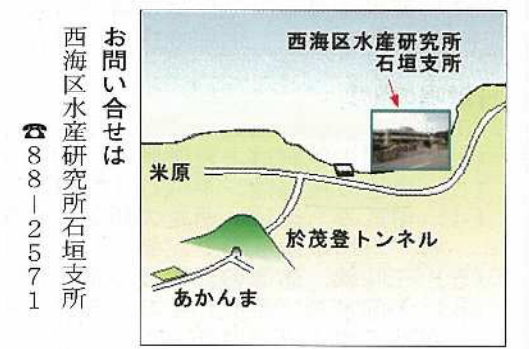 お問い合せは
西海区水産研究所石垣支所
☎88－2571
西海区水産研究所
石垣支所
米原
於茂登トンネル
あかんま